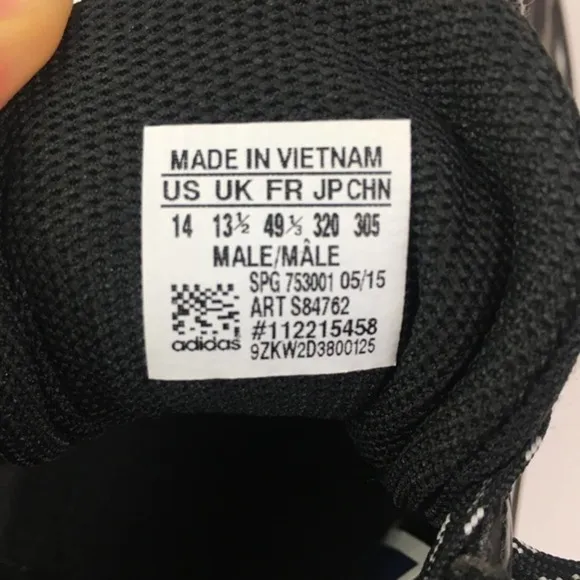 MADE IN VIETNAM
US UK FR JP CHN
14 13½ 49⅓ 320 305
MALE/MÂLE
SPG 753001 05/15
ART S84762
#112215458
adidas 9ZKW2D3800125